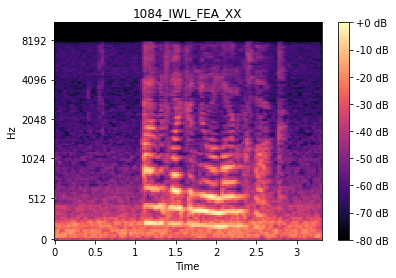 1084_IWL_FEA_XX
+0 dB
8192
-10 dB
4096
-20 dB
-30 dB
2048
-40 dB
Hz
1024
-50 dB
512
-60 dB
-70 dB
0
-80 dB
0 0.5 1 1.5 2 2.5 3
Time